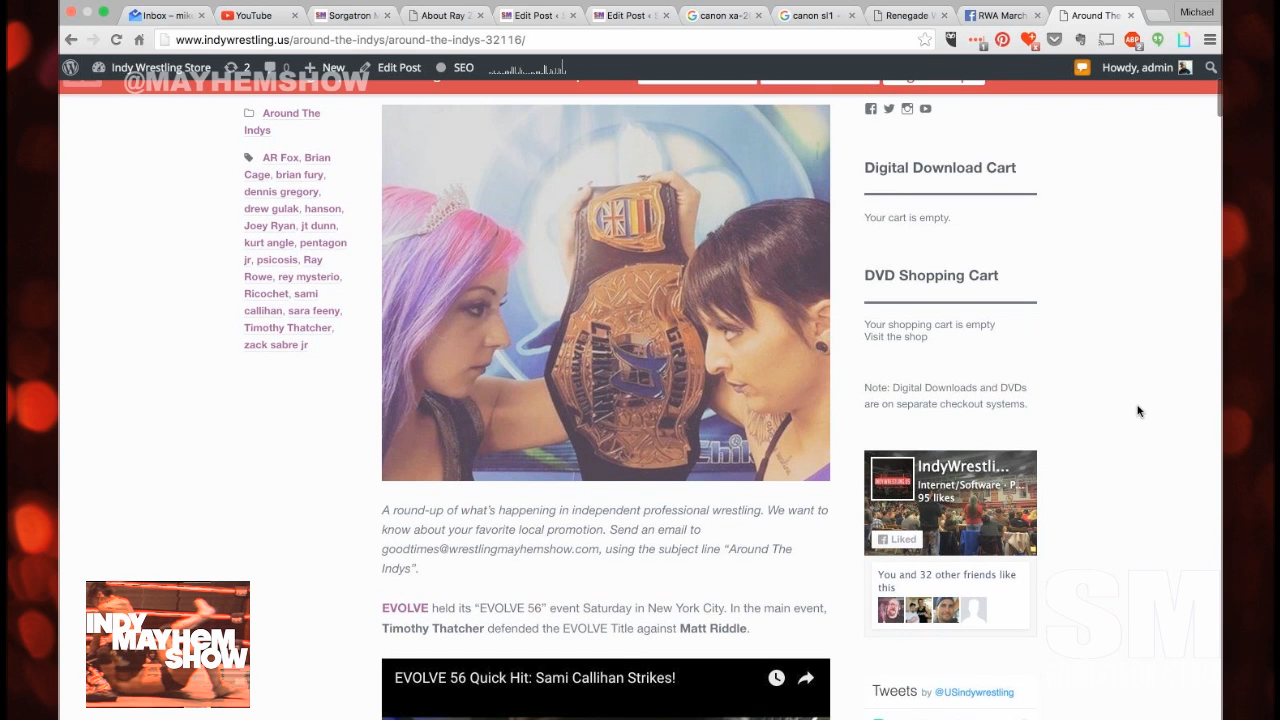 Inbox – mik
YouTube
Sorgatron M
About Ray
Edit Post ‹ S
Edit Post ‹
canon xa-2
canon sl1 -
Renegade W
RWA March
Around The
Michael
www.indywrestling.us/around-the-indys/around-the-indys-32116/
Indy Wrestling Store
2
0
New
Edit Post
SEO
Howdy, admin
@MAYHEMSHOW
Around The
Indys
AR Fox, Brian
Cage, brian fury,
dennis gregory,
drew gulak, hanson,
Joey Ryan, jt dunn,
kurt angle, pentagon
jr, psicosis, Ray
Rowe, rey mysterio,
Ricochet, sami
callihan, sara feeny,
Timothy Thatcher,
zack sabre jr
A round-up of what’s happening in independent professional wrestling. We want to
know about your favorite local promotion. Send an email to
goodtimes@wrestlingmayhemshow.com, using the subject line “Around The
Indys”.
EVOLVE held its “EVOLVE 56” event Saturday in New York City. In the main event,
Timothy Thatcher defended the EVOLVE Title against Matt Riddle.
EVOLVE 56 Quick Hit: Sami Callihan Strikes!
Digital Download Cart
Your cart is empty.
DVD Shopping Cart
Your shopping cart is empty
Visit the shop
Note: Digital Downloads and DVDs
are on separate checkout systems.
IndyWrestli...
Internet/Software · P...
95 likes
Liked
You and 32 other friends like
this
Tweets by @USindywrestling
INDY
MAYHEM
SHOW
SM